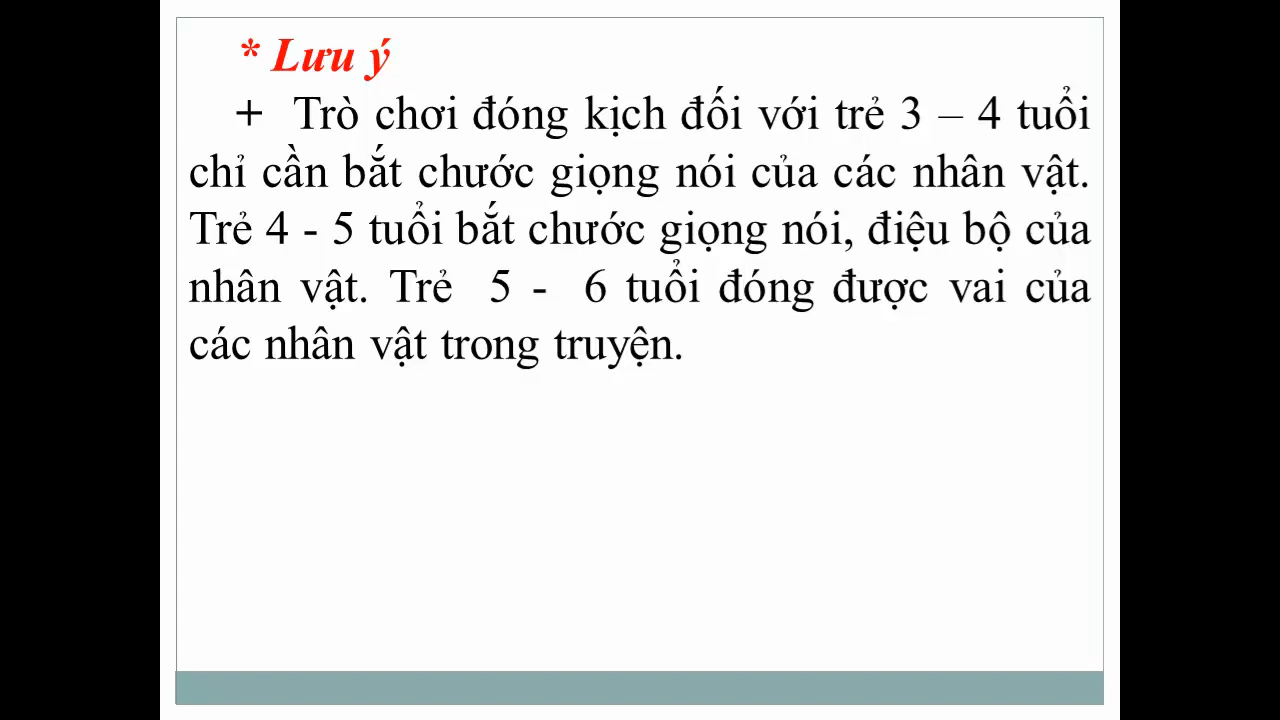 * Lưu ý
+ Trò chơi đóng kịch đối với trẻ 3 – 4 tuổi
chỉ cần bắt chước giọng nói của các nhân vật.
Trẻ 4 - 5 tuổi bắt chước giọng nói, điệu bộ của
nhân vật. Trẻ 5 - 6 tuổi đóng được vai của
các nhân vật trong truyện.